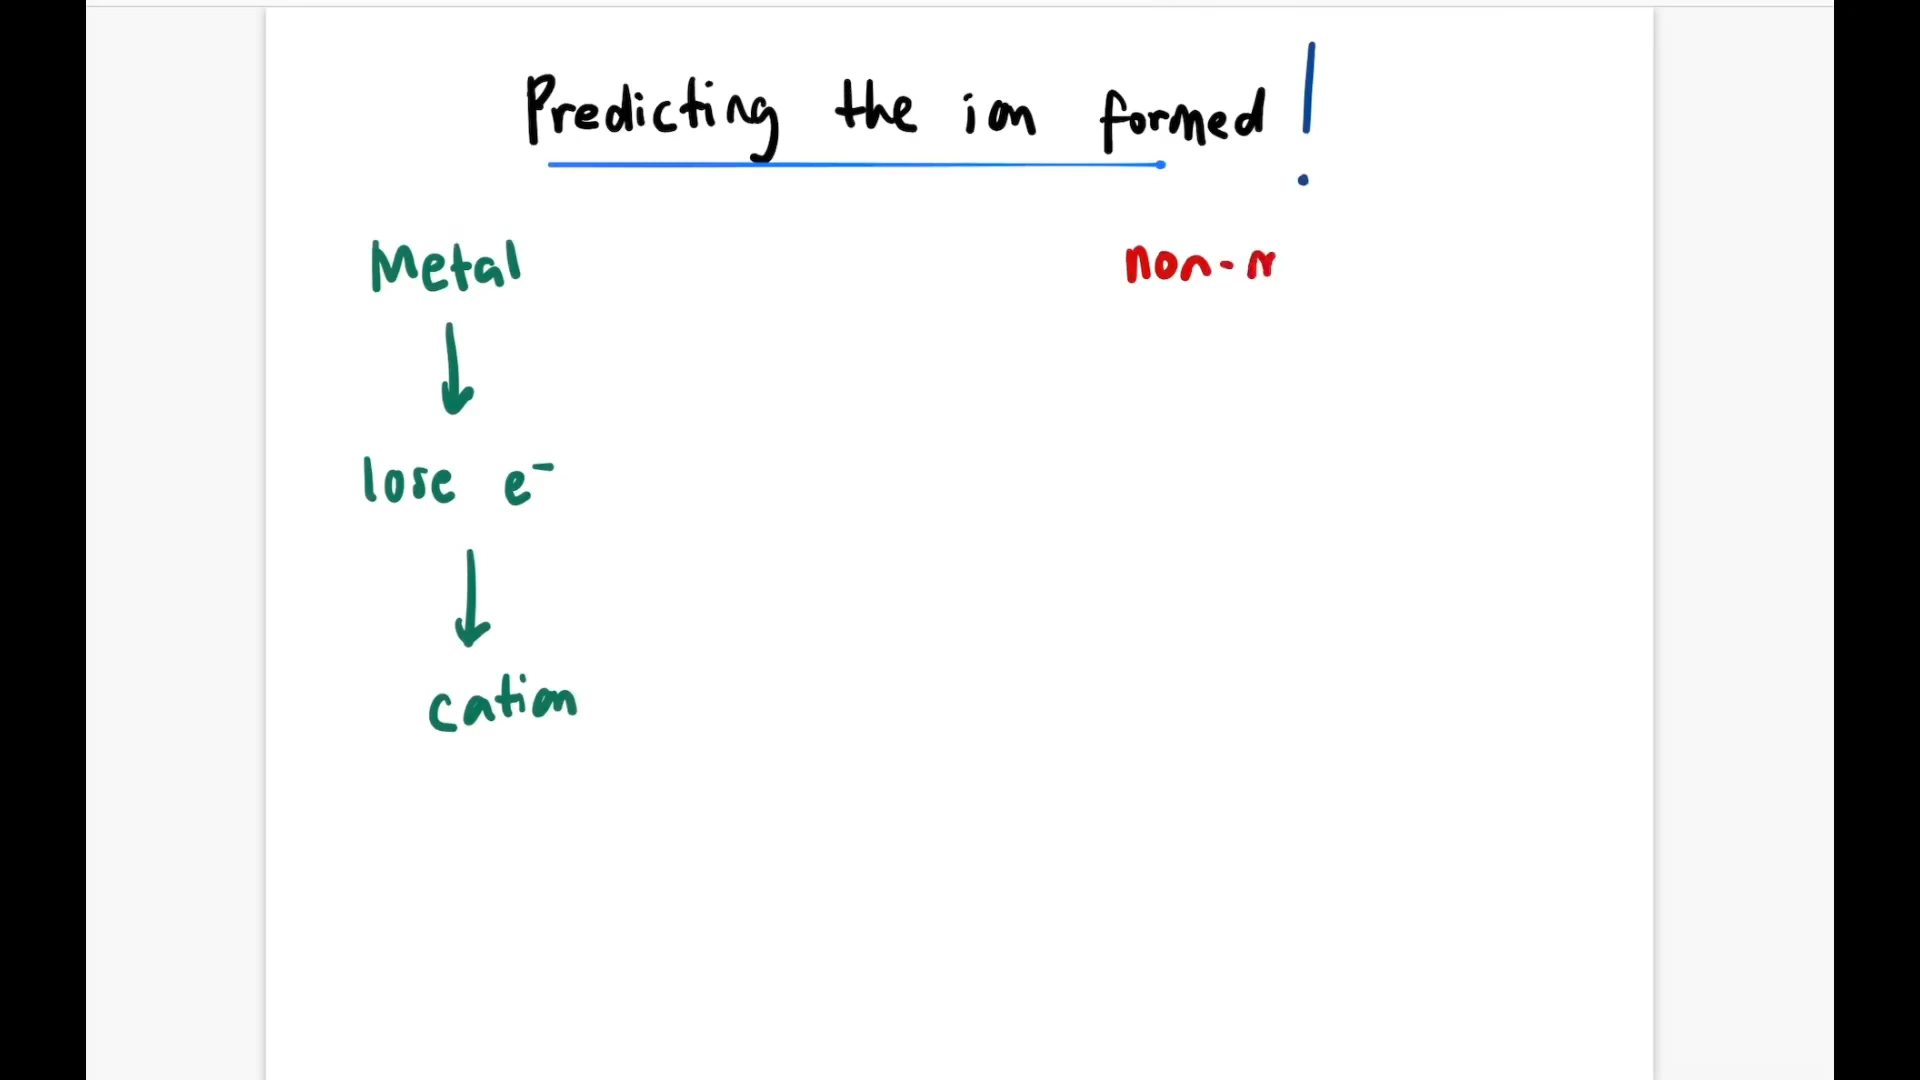 Predicting the ion formed!
Metal
non-m
lose e⁻
cation